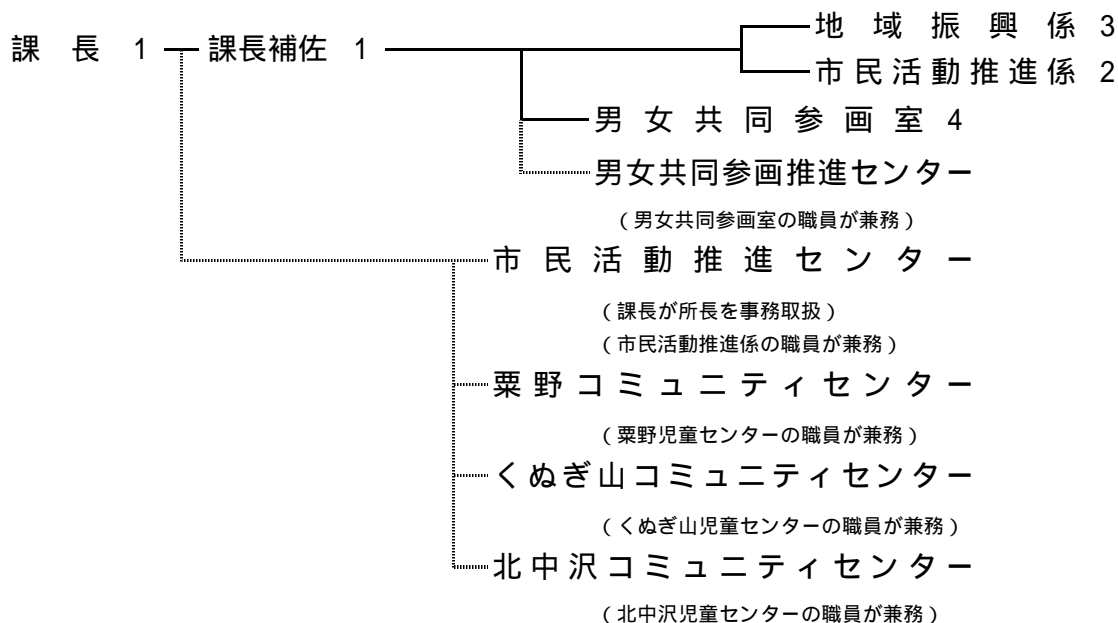 課長 1 課長補佐 1
地域振興係 3
市民活動推進係 2
男女共同参画室 4
男女共同参画推進センター
（男女共同参画室の職員が兼務）
市民活動推進センター
（課長が所長を事務取扱）
（市民活動推進係の職員が兼務）
粟野コミュニティセンター
（粟野児童センターの職員が兼務）
くぬぎ山コミュニティセンター
（くぬぎ山児童センターの職員が兼務）
北中沢コミュニティセンター
（北中沢児童センターの職員が兼務）